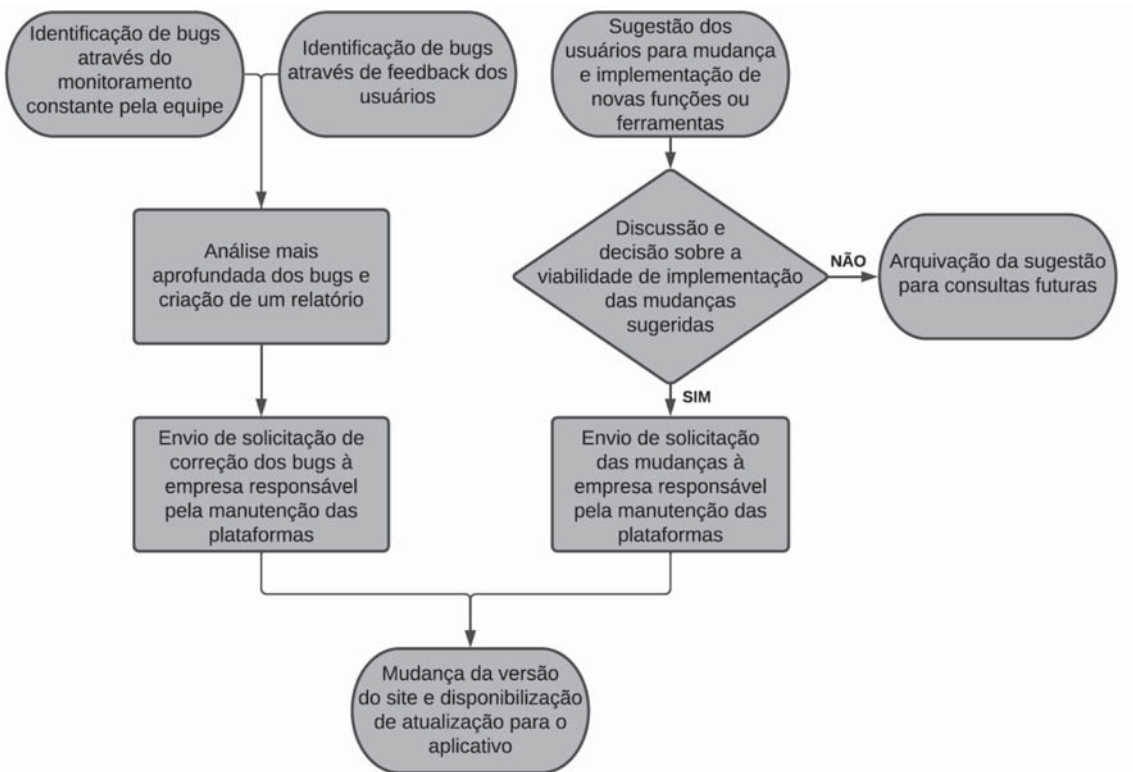 Identificação de bugs
através do
monitoramento
constante pela equipe
Identificação de bugs
através de feedback dos
usuários
Sugestão dos
usuários para mudança
e implementação de
novas funções ou
ferramentas
Análise mais
aprofundada dos bugs e
criação de um relatório
Discussão e
decisão sobre a
viabilidade de implementação
das mudanças
sugeridas
NÃO
Arquivação da sugestão
para consultas futuras
SIM
Envio de solicitação de
correção dos bugs à
empresa responsável
pela manutenção das
plataformas
Envio de solicitação
das mudanças à
empresa responsável
pela manutenção das
plataformas
Mudança da versão
do site e disponibilização
de atualização para o
aplicativo